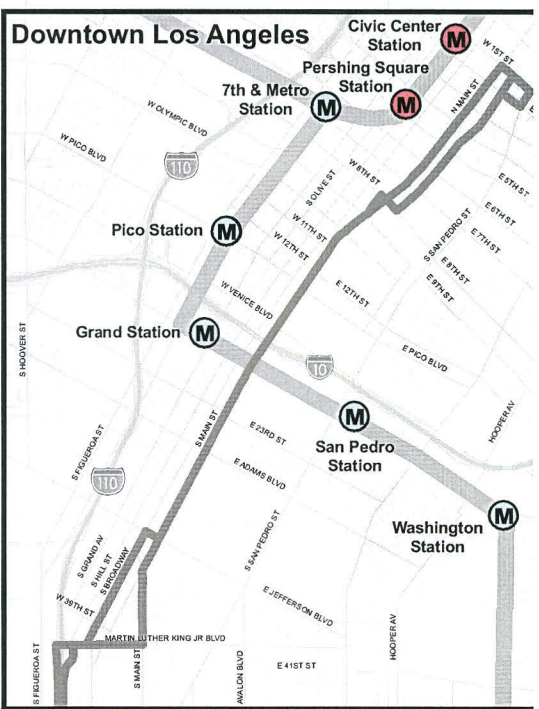 Downtown Los Angeles
Civic Center
Station
M
W 1ST ST
Pershing Square
Station
M
7th & Metro
Station
M
N MAIN ST
W OLYMPIC BLVD
W PICO BLVD
110
W 8TH ST
S OLIVE ST
E 5TH ST
E 6TH ST
E 7TH ST
S SAN PEDRO ST
E 8TH ST
E 9TH ST
Pico Station
M
W 11TH ST
W 12TH ST
E 12TH ST
W VENICE BLVD
Grand Station
M
E PICO BLVD
10
S HOOVER ST
HOOPER AV
M
San Pedro
Station
S MAIN ST
E 23RD ST
S FIGUEROA ST
E ADAMS BLVD
110
M
Washington
Station
S SAN PEDRO ST
S GRAND AV
S HILL ST
S BROADWAY
W 39TH ST
E JEFFERSON BLVD
MARTIN LUTHER KING JR BLVD
HOOPER AV
S FIGUEROA ST
S MAIN ST
AVALON BLVD
E 41ST ST